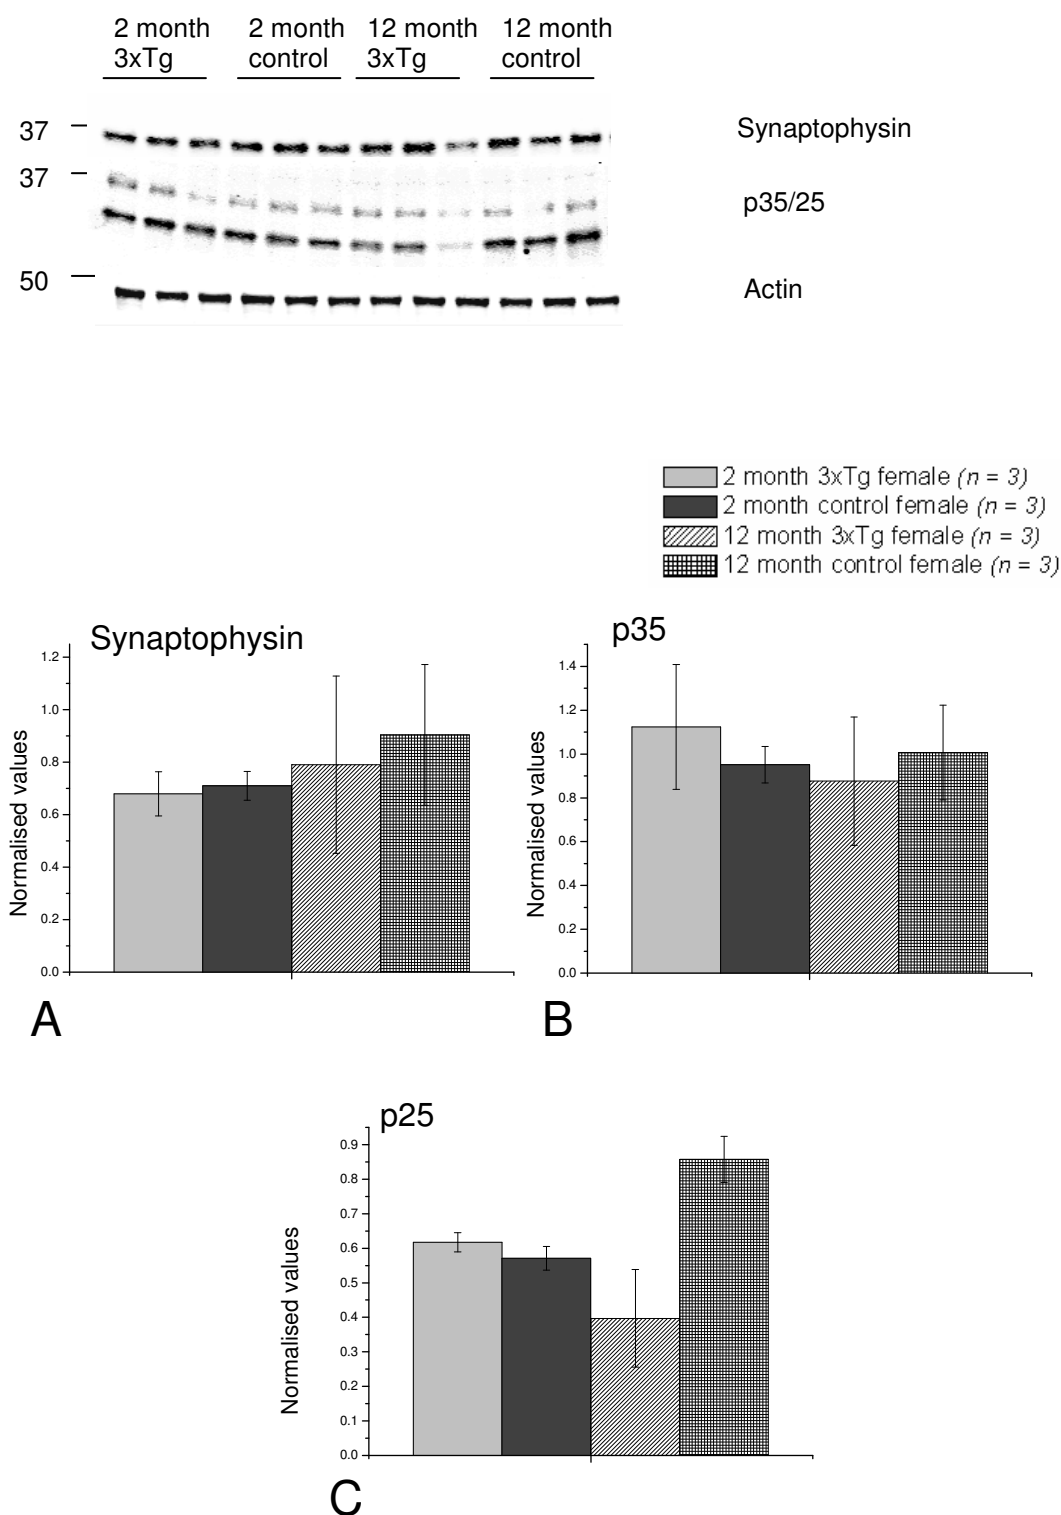 2 month 3xTg
2 month control
12 month 3xTg
12 month control
37
Synaptophysin
37
p35/25
50
Actin
2 month 3xTg female (n = 3)
2 month control female (n = 3)
12 month 3xTg female (n = 3)
12 month control female (n = 3)
Synaptophysin
Normalised values
1.2
1.0
0.8
0.6
0.4
0.2
0.0
A
p35
Normalised values
1.4
1.2
1.0
0.8
0.6
0.4
0.2
0.0
B
p25
Normalised values
0.9
0.8
0.7
0.6
0.5
0.4
0.3
0.2
0.1
0.0
C